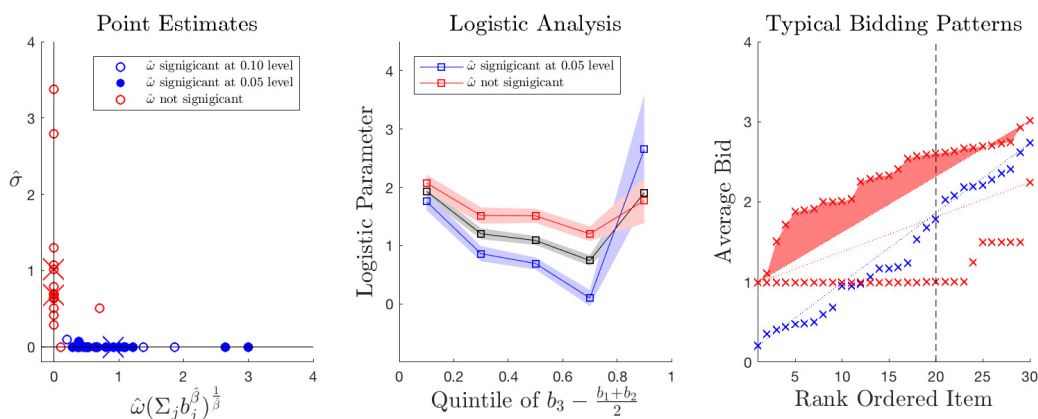 Point Estimates
4
3
2
1
0
0
1
2
3
4
σ̂
ω̂ signigicant at 0.10 level
ω̂ signigicant at 0.05 level
ω̂ not signigicant
ω̂(Σ_j b_j^β̂)^(1/β̂)
Logistic Analysis
4
3
2
1
0
0
0.2
0.4
0.6
0.8
1
Logistic Parameter
ω̂ signigicant at 0.05 level
ω̂ not signigicant
Quintile of b_3 − (b_1+b_2)/2
Typical Bidding Patterns
4
3
2
1
0
5
10
15
20
25
30
Average Bid
Rank Ordered Item